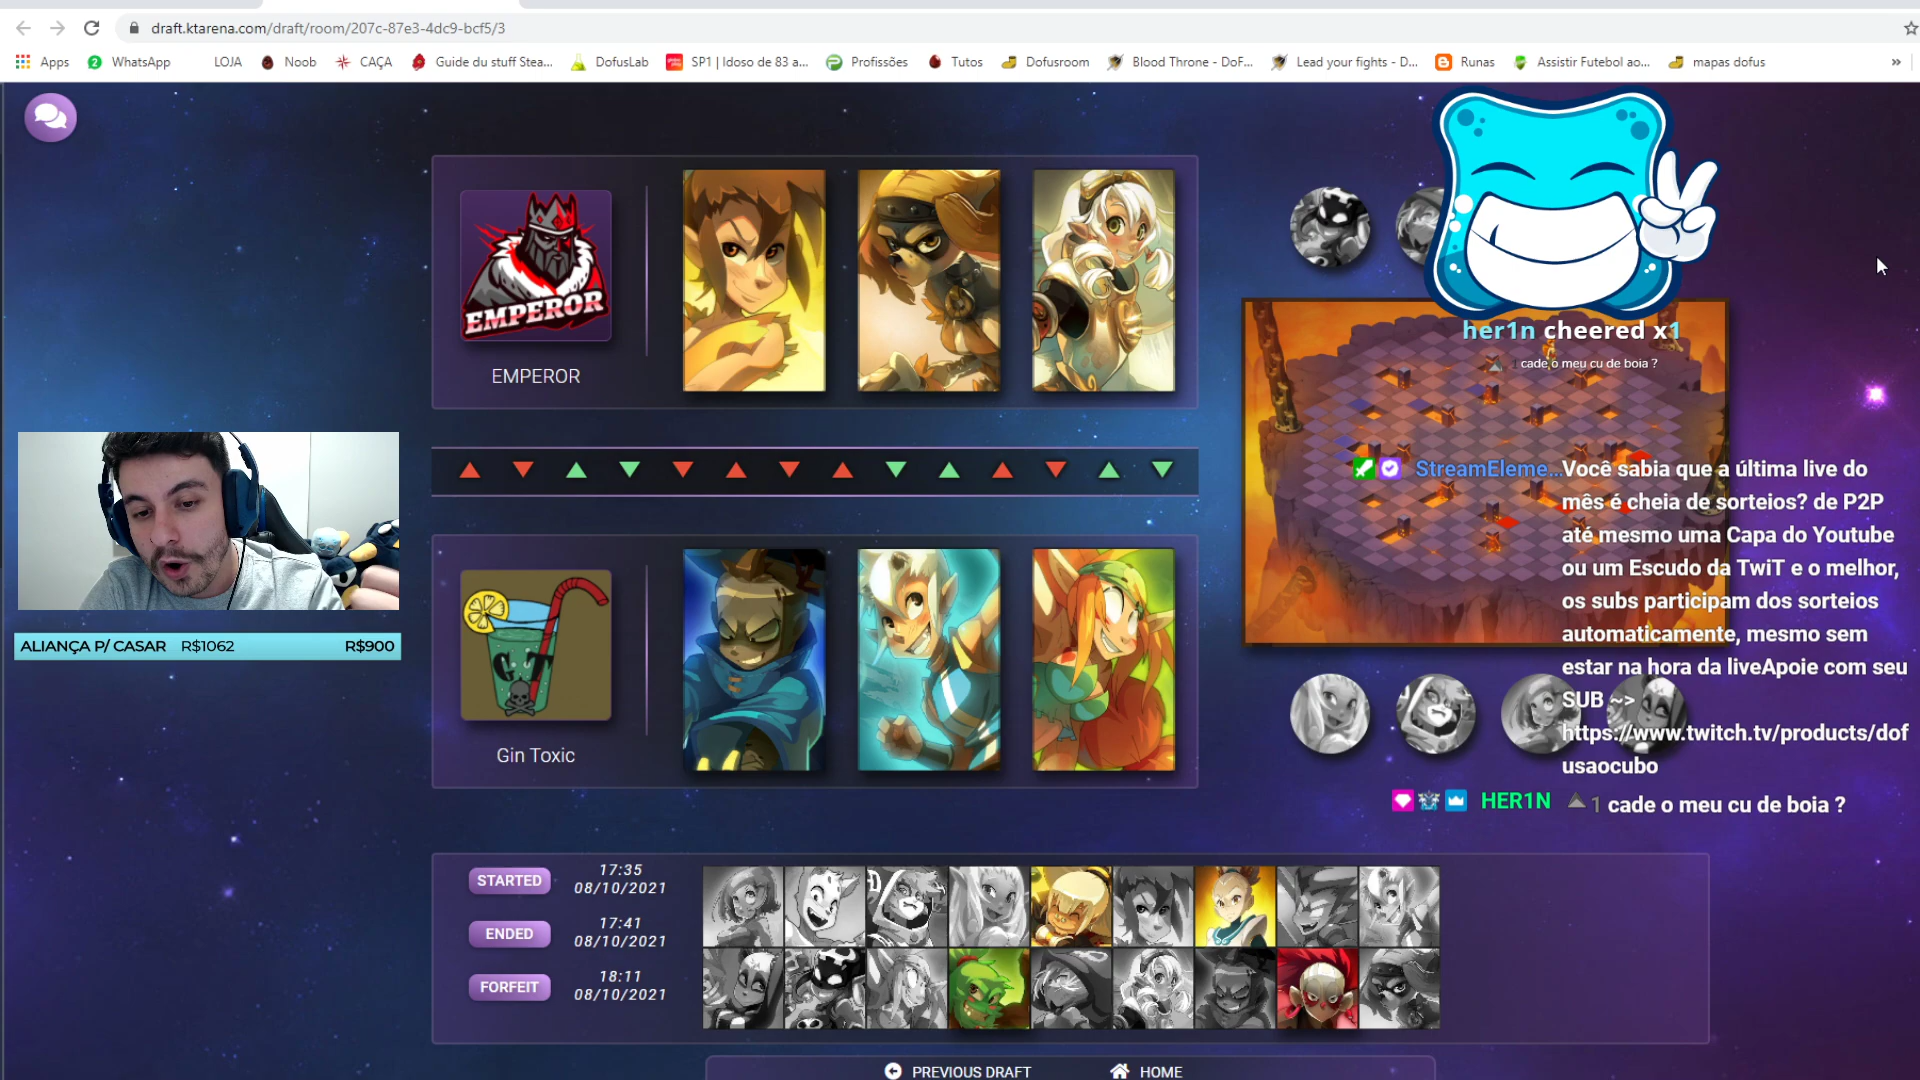 draft.ktarena.com/draft/room/207c-87e3-4dc9-bcf5/3
Apps
2
WhatsApp
LOJA
Noob
CAÇA
Guide du stuff Stea...
DofusLab
SP1 | Idoso de 83 a...
Profissões
Tutos
Dofusroom
Blood Throne - DoF...
Lead your fights - D...
Runas
Assistir Futebol ao...
mapas dofus
»
EMPEROR
EMPEROR
her1n cheered x1
cade o meu cu de boia ?
StreamEleme...
Você sabia que a última live do
mês é cheia de sorteios? de P2P
até mesmo uma Capa do Youtube
ou um Escudo da TwiT e o melhor,
os subs participam dos sorteios
automaticamente, mesmo sem
estar na hora da liveApoie com seu
SUB ~>
https://www.twitch.tv/products/dof
usaocubo
HER1N 1 cade o meu cu de boia ?
ALIANÇA P/ CASAR R$1062 R$900
G T
Gin Toxic
STARTED
17:35
08/10/2021
ENDED
17:41
08/10/2021
FORFEIT
18:11
08/10/2021
PREVIOUS DRAFT
HOME